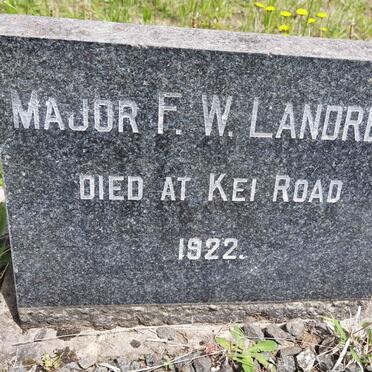 MAJOR F. W. LANDRE
DIED AT KEI ROAD
1922.